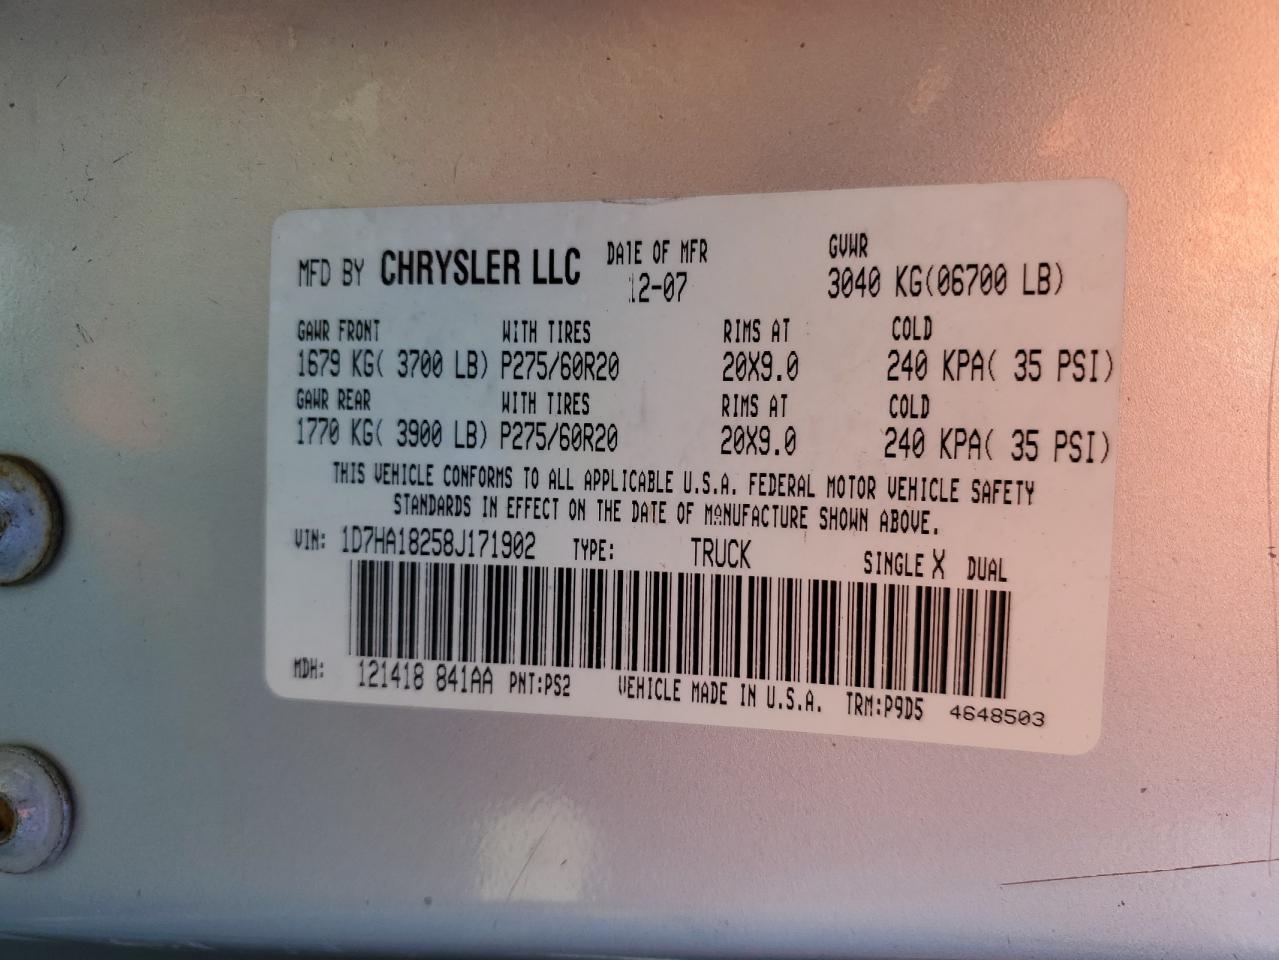 MFD BY CHRYSLER LLC DATE OF MFR 12-07 GVWR 3040 KG(06700 LB)
GAWR FRONT WITH TIRES RIMS AT COLD
1679 KG( 3700 LB) P275/60R20 20X9.0 240 KPA( 35 PSI)
GAWR REAR WITH TIRES RIMS AT COLD
1770 KG( 3900 LB) P275/60R20 20X9.0 240 KPA( 35 PSI)
THIS VEHICLE CONFORMS TO ALL APPLICABLE U.S.A. FEDERAL MOTOR VEHICLE SAFETY
STANDARDS IN EFFECT ON THE DATE OF MANUFACTURE SHOWN ABOVE.
VIN: 1D7HA18258J171902 TYPE: TRUCK SINGLE X DUAL
MDH: 121418 841AA PNT:PS2 VEHICLE MADE IN U.S.A. TRM:P9D5 4648503